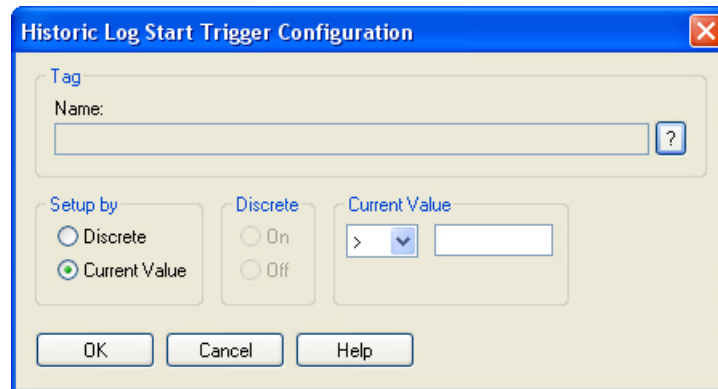 Historic Log Start Trigger Configuration
Tag
Name:
?
Setup by
Discrete
Current Value
Discrete
On
Off
Current Value
>
OK
Cancel
Help